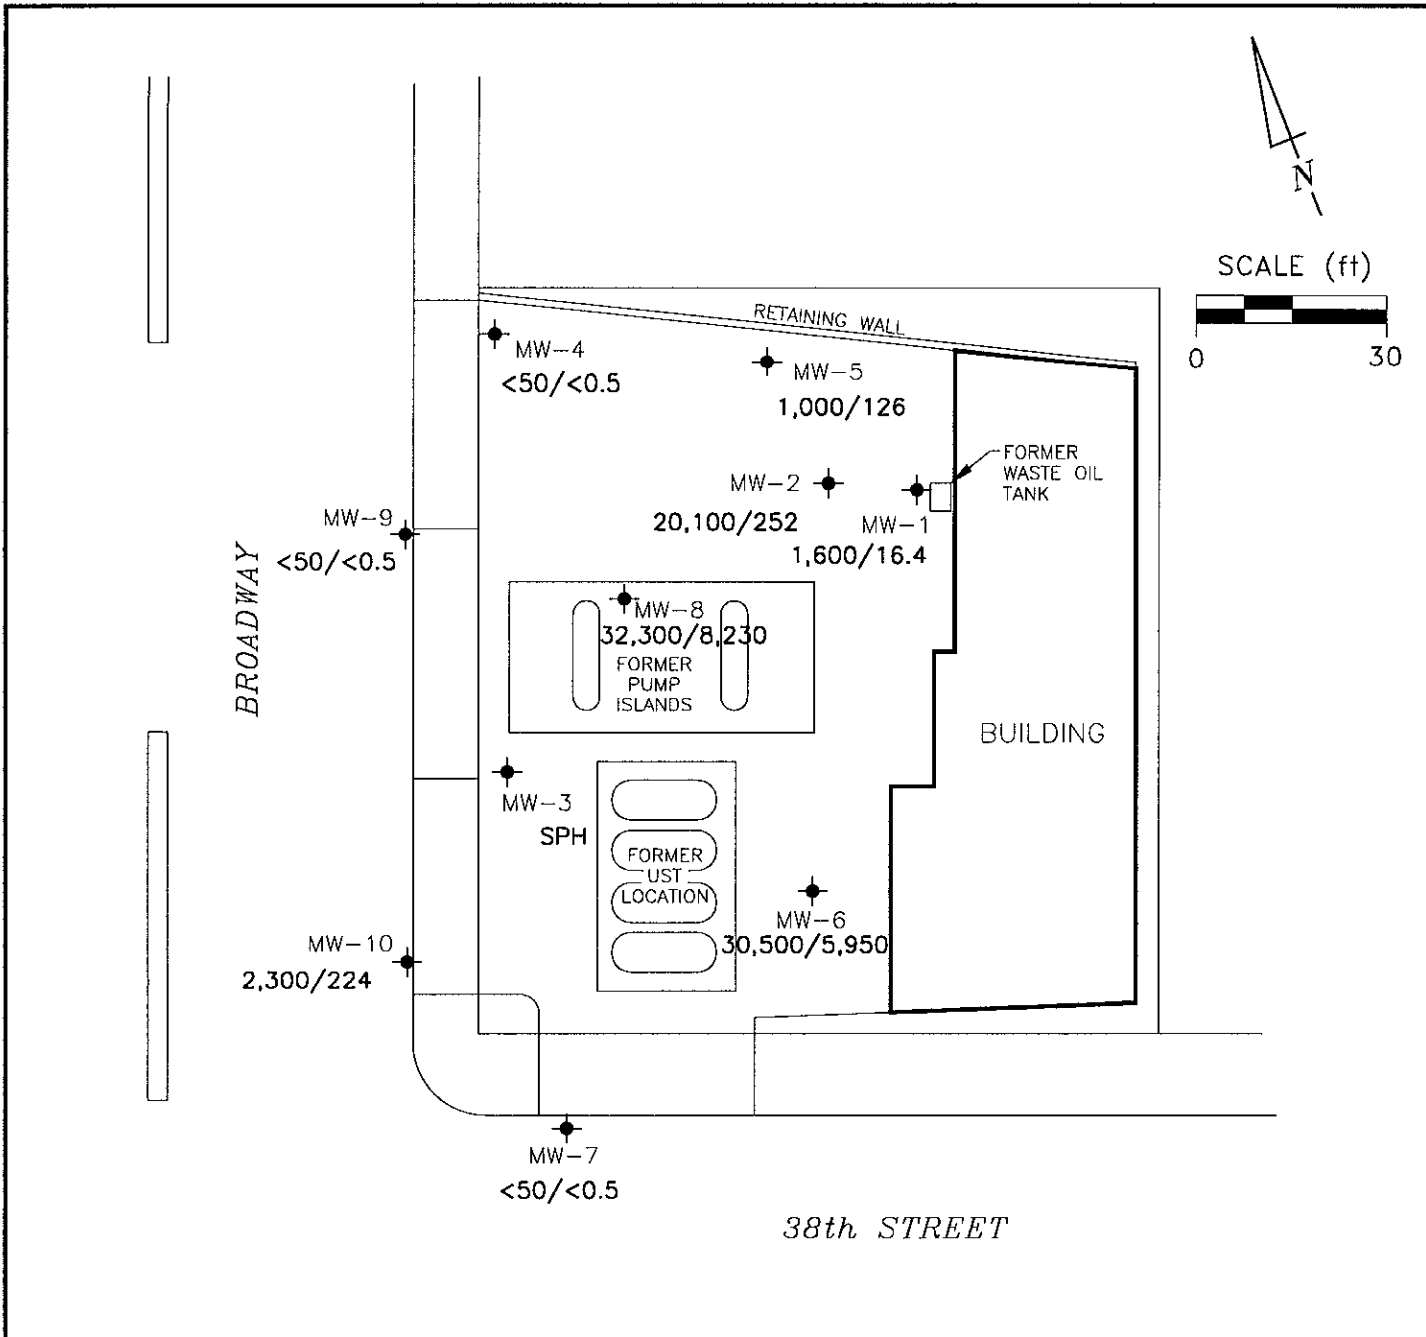 N
SCALE (ft)
0 30
RETAINING WALL
MW-4
<50/<0.5
MW-5
1,000/126
FORMER
WASTE OIL
TANK
MW-2
20,100/252
MW-1
1,600/16.4
MW-9
<50/<0.5
BROADWAY
MW-8
32,300/8,230
FORMER
PUMP
ISLANDS
BUILDING
MW-3
SPH
FORMER
UST
LOCATION
MW-6
30,500/5,950
MW-10
2,300/224
MW-7
<50/<0.5
38th STREET